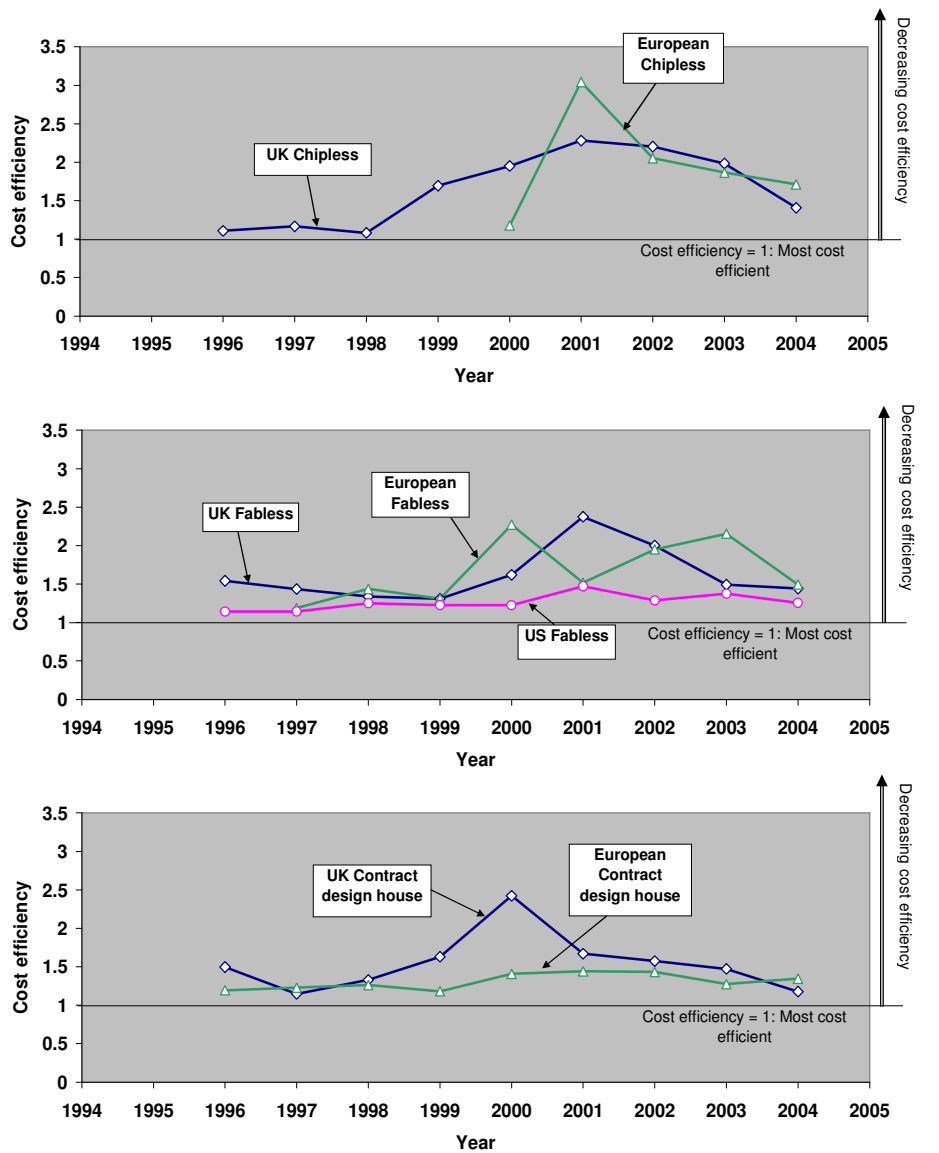 3.5
3
2.5
2
1.5
1
0.5
0
Cost efficiency
European
Chipless
UK Chipless
Cost efficiency = 1: Most cost
efficient
Decreasing cost efficiency
1994 1995 1996 1997 1998 1999 2000 2001 2002 2003 2004 2005
Year
3.5
3
2.5
2
1.5
1
0.5
0
Cost efficiency
European
Fabless
UK Fabless
US Fabless
Cost efficiency = 1: Most cost
efficient
Decreasing cost efficiency
1994 1995 1996 1997 1998 1999 2000 2001 2002 2003 2004 2005
Year
3.5
3
2.5
2
1.5
1
0.5
0
Cost efficiency
UK Contract
design house
European
Contract
design house
Cost efficiency = 1: Most cost
efficient
Decreasing cost efficiency
1994 1995 1996 1997 1998 1999 2000 2001 2002 2003 2004 2005
Year